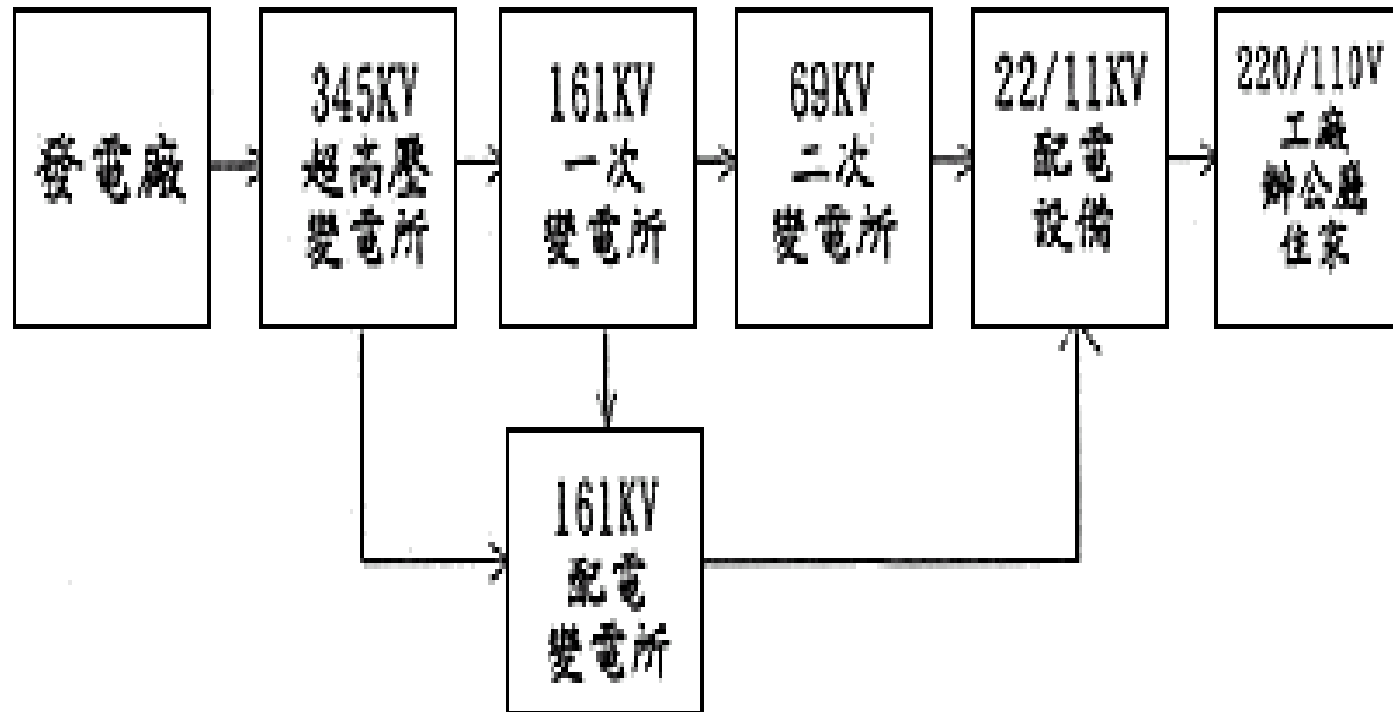 發電廠
345KV
超高壓
變電所
161KV
一次
變電所
69KV
二次
變電所
22/11KV
配電
設備
220/110V
工廠
辦公廳
住家
161KV
配電
變電所